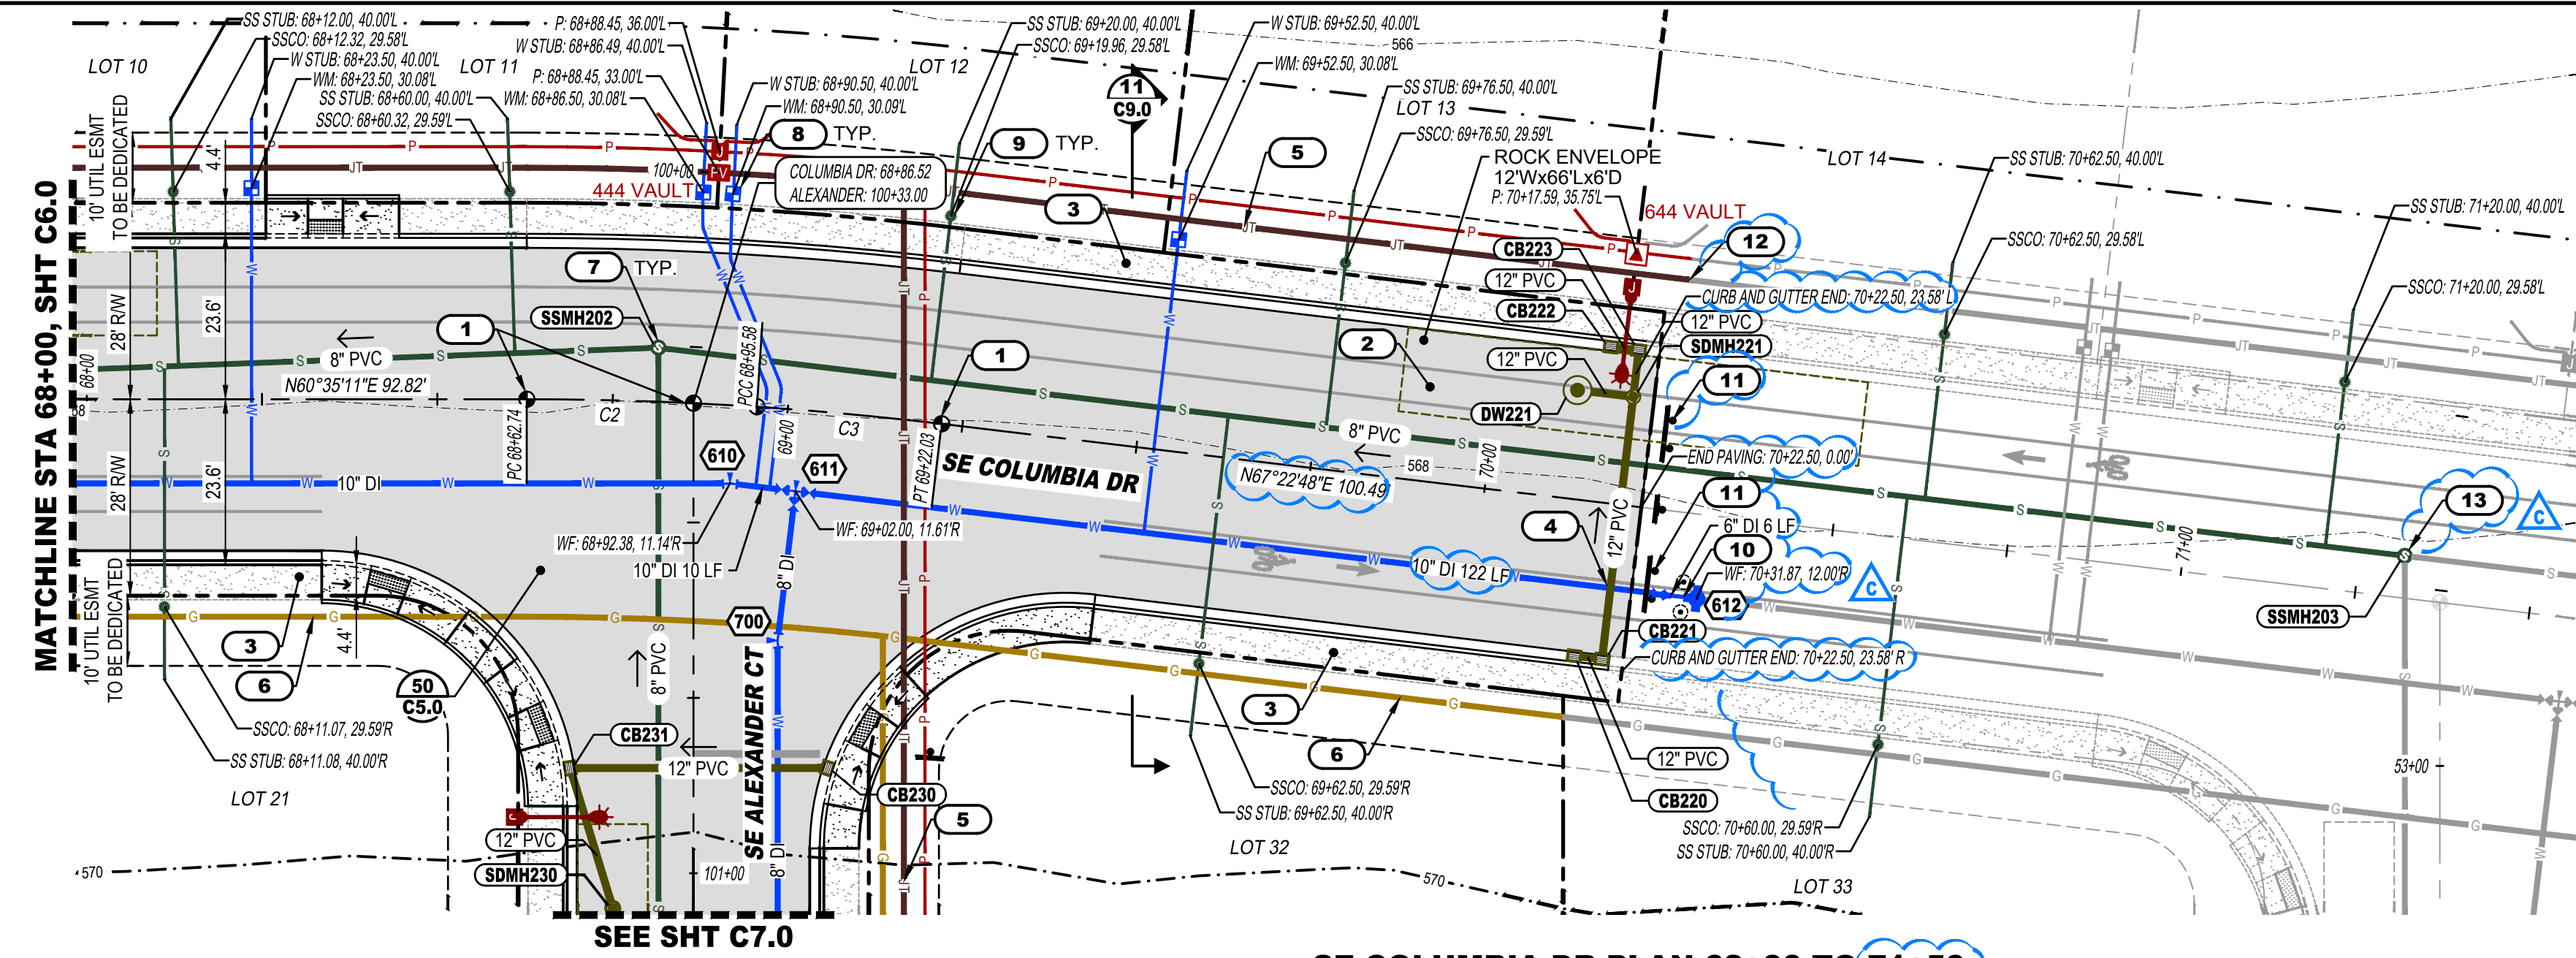 SS STUB: 68+12.00, 40.00'L
SSCO: 68+12.32, 29.58'L
W STUB: 68+23.50, 40.00'L
WM: 68+23.50, 30.08'L
SS STUB: 68+60.00, 40.00'L
SSCO: 68+60.32, 29.59'L
LOT 10
LOT 11
P: 68+88.45, 36.00'L
W STUB: 68+86.49, 40.00'L
P: 68+88.45, 33.00'L
WM: 68+86.50, 30.08'L
W STUB: 68+90.50, 40.00'L
WM: 68+90.50, 30.09'L
8 TYP.
LOT 12
SS STUB: 69+20.00, 40.00'L
SSCO: 69+19.96, 29.58'L
9 TYP.
11
C9.0
W STUB: 69+52.50, 40.00'L
WM: 69+52.50, 30.08'L
566
SS STUB: 69+76.50, 40.00'L
LOT 13
SSCO: 69+76.50, 29.59'L
5
ROCK ENVELOPE
12'Wx66'Lx6'D
P: 70+17.59, 35.75'L
644 VAULT
LOT 14
SS STUB: 70+62.50, 40.00'L
SSCO: 70+62.50, 29.58'L
SS STUB: 71+20.00, 40.00'L
SSCO: 71+20.00, 29.58'L
MATCHLINE STA 68+00, SHT C6.0
10' UTIL ESMT
TO BE DEDICATED
4.4'
28' R/W
23.6'
68+00
28' R/W
23.6'
10' UTIL ESMT
TO BE DEDICATED
4.4'
100+00
444 VAULT
J
FV
COLUMBIA DR: 68+86.52
ALEXANDER: 100+33.00
3
7 TYP.
SSMH202
1
8" PVC
N60°35'11"E 92.82'
PC 68+62.74
C2
PCC 68+95.58
69+00
C3
1
PT 69+22.03
SE COLUMBIA DR
10" DI
610
611
WF: 68+92.38, 11.14'R
10" DI 10 LF
WF: 69+02.00, 11.61'R
8" DI
700
SE ALEXANDER CT
8" PVC
8" DI
2
CB223
12" PVC
CB222
12" PVC
DW221
J
12
CURB AND GUTTER END: 70+22.50, 23.58' L
12" PVC
SDMH221
11
8" PVC
N67°22'48"E 100.49
568
70+00
END PAVING: 70+22.50, 0.00'
11
4
12" PVC
6" DI 6 LF
10
WF: 70+31.87, 12.00'R
C
612
10" DI 122 LF
CB221
CURB AND GUTTER END: 70+22.50, 23.58' R
71+00
13
C
SSMH203
3
6
50
C5.0
SSCO: 68+11.07, 29.59'R
SS STUB: 68+11.08, 40.00'R
LOT 21
CB231
12" PVC
CB230
5
12" PVC
SDMH230
101+00
570
3
6
SSCO: 69+62.50, 29.59'R
SS STUB: 69+62.50, 40.00'R
LOT 32
12" PVC
CB220
SSCO: 70+60.00, 29.59'R
SS STUB: 70+60.00, 40.00'R
LOT 33
570
53+00
SEE SHT C7.0